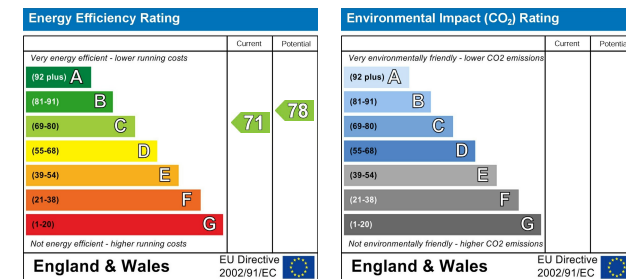 Energy Efficiency Rating
Current Potential
Very energy efficient - lower running costs
(92 plus) A
(81-91) B
(69-80) C
(55-68) D
(39-54) E
(21-38) F
(1-20) G
71
78
Not energy efficient - higher running costs
England & Wales
EU Directive
2002/91/EC
Environmental Impact (CO2) Rating
Current Potential
Very environmentally friendly - lower CO2 emissions
(92 plus) A
(81-91) B
(69-80) C
(55-68) D
(39-54) E
(21-38) F
(1-20) G
Not environmentally friendly - higher CO2 emissions
England & Wales
EU Directive
2002/91/EC